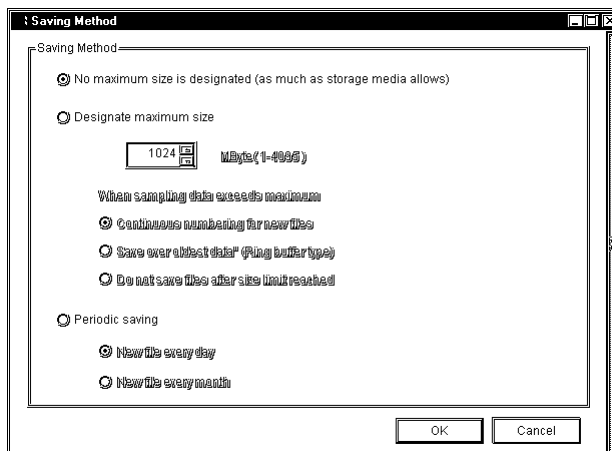 Saving Method
Saving Method
No maximum size is designated (as much as storage media allows)
Designate maximum size
1024
MByte(1-4095)
When sampling data exceeds maximum
Continuous numbering for new files
Save over oldest data" (Ring buffer type)
Do not save files after size limit reached
Periodic saving
New file every day
New file every month
OK
Cancel